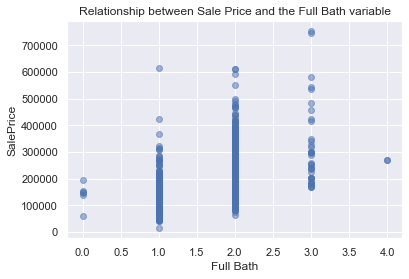 Relationship between Sale Price and the Full Bath variable
700000
600000
500000
400000
300000
200000
100000
0
SalePrice
0.0 0.5 1.0 1.5 2.0 2.5 3.0 3.5 4.0
Full Bath